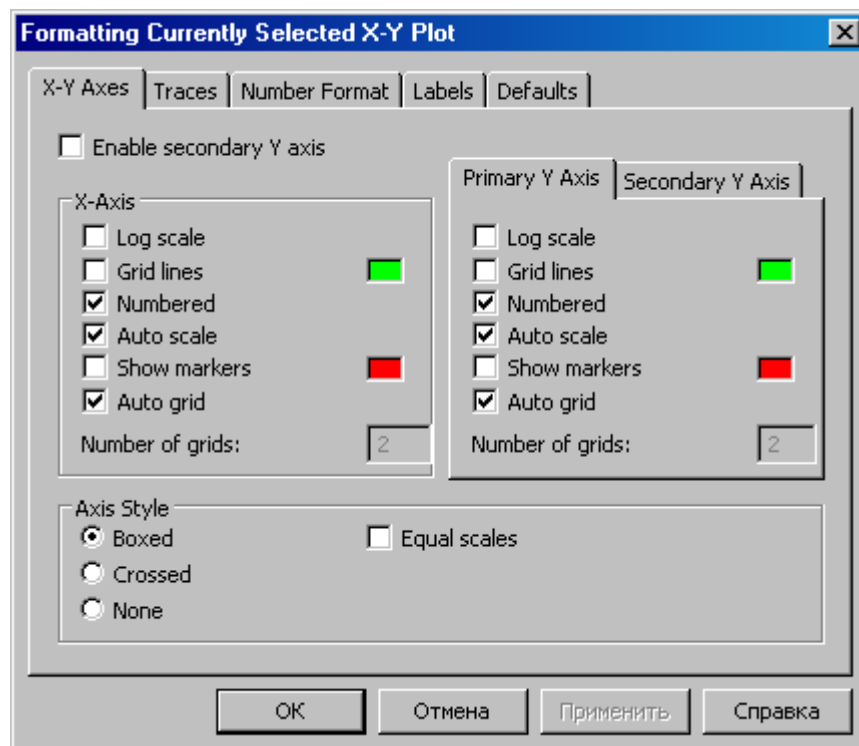 Formatting Currently Selected X-Y Plot
X-Y Axes Traces Number Format Labels Defaults
Enable secondary Y axis
X-Axis
Log scale
Grid lines
Numbered
Auto scale
Show markers
Auto grid
Number of grids: 2
Primary Y Axis Secondary Y Axis
Log scale
Grid lines
Numbered
Auto scale
Show markers
Auto grid
Number of grids: 2
Axis Style
Boxed
Crossed
None
Equal scales
OK Отмена Применить Справка